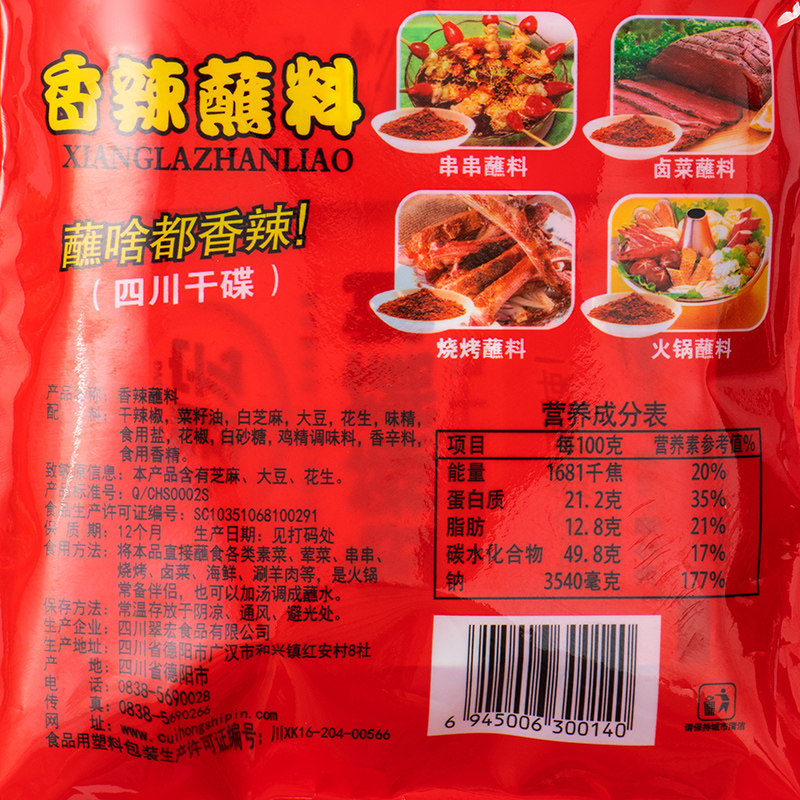 香辣蘸料
XIANGLAZHANLIAO
蘸啥都香辣!
(四川干碟)
串串蘸料
卤菜蘸料
烧烤蘸料
火锅蘸料
产品名称：香辣蘸料
配 料：干辣椒，菜籽油，白芝麻，大豆，花生，味精，
食用盐，花椒，白砂糖，鸡精调味料，香辛料，
食用香精。
致敏原信息：本产品含有芝麻、大豆、花生。
产品标准号：Q/CHS0002S
食品生产许可证编号：SC10351068100291
保 质 期：12个月 生产日期：见打码处
食用方法：将本品直接蘸食各类素菜、荤菜、串串、
烧烤、卤菜、海鲜、涮羊肉等，是火锅
常备伴侣，也可以加汤调成蘸水。
保存方法：常温存放于阴凉、通风、避光处。
生产企业：四川翠宏食品有限公司
生产地址：四川省德阳市广汉市和兴镇红安村8社
产 地：四川省德阳市
电 话：0838-5690028
传 真：0838-5690266
网 址：www.cuihongshipin.com
食品用塑料包装生产许可证编号：川XK16-204-00566
营养成分表
项目 每100克 营养素参考值%
能量 1681千焦 20%
蛋白质 21.2克 35%
脂肪 12.8克 21%
碳水化合物 49.8克 17%
钠 3540毫克 177%
6 945006 300140
请保持城市清洁